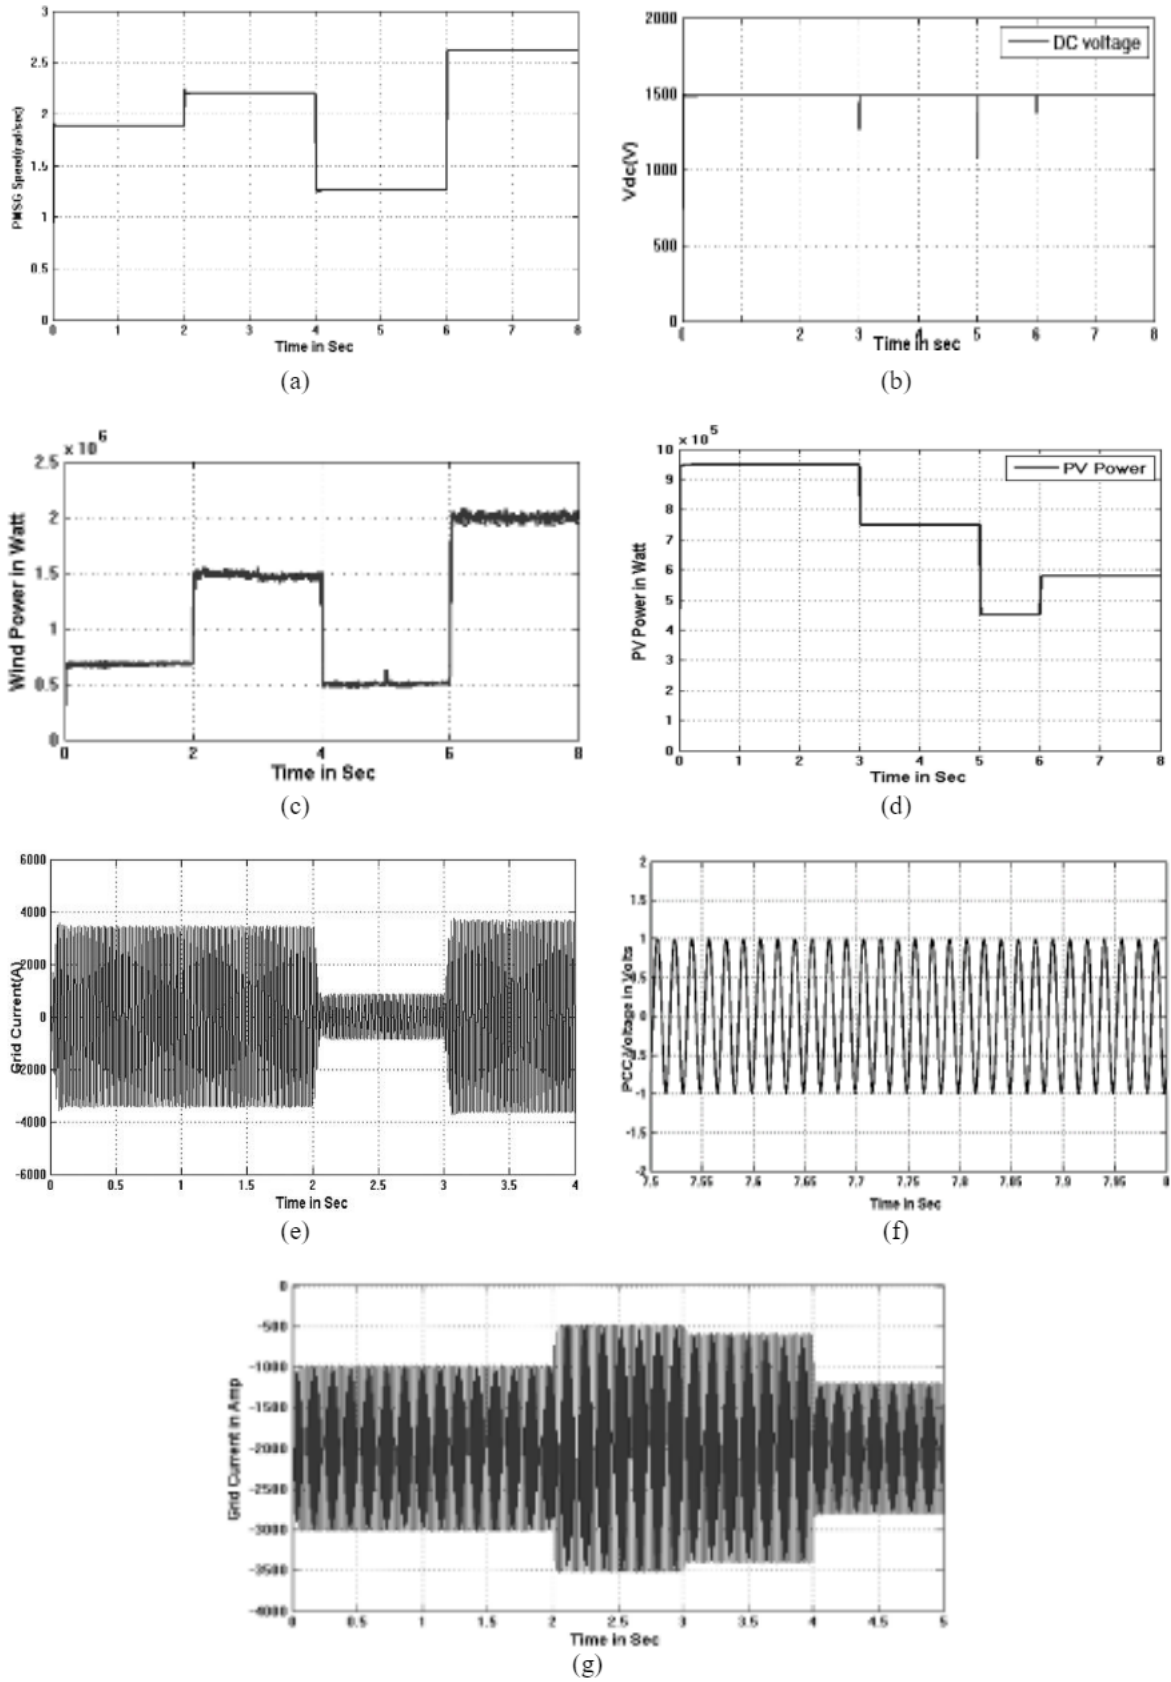 3
2.5
2
1.5
1
0.5
0
PMSG Speed(rad/sec)
0 1 2 3 4 5 6 7 8
Time in Sec
(a)
2000
1500
1000
500
0
Vdc(V)
DC voltage
2 3 4 5 6 7 8
Time in sec
(b)
x 10^6
2.5
2
1.5
1
0.5
0
Wind Power in Watt
0 2 4 6 8
Time in Sec
(c)
x 10^5
10
9
8
7
6
5
4
3
2
1
0
PV Power in Watt
PV Power
0 1 2 3 4 5 6 7 8
Time in Sec
(d)
6000
4000
2000
0
-2000
-4000
-6000
Grid Current(A)
0 0.5 1 1.5 2 2.5 3 3.5 4
Time in Sec
(e)
2
1.5
1
0.5
0
-0.5
-1
-1.5
-2
PCC Voltage in Volts
7.5 7.55 7.6 7.65 7.7 7.75 7.8 7.85 7.9 7.95 8
Time in Sec
(f)
0
-500
-1000
-1500
-2000
-2500
-3000
-3500
-4000
Grid Current in Amp
0 0.5 1 1.5 2 2.5 3 3.5 4 4.5 5
Time in Sec
(g)